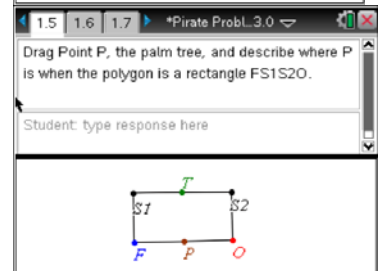 1.5 1.6 1.7 *Pirate Probl...3.0
Drag Point P, the palm tree, and describe where P
is when the polygon is a rectangle FS1S2O.
Student: type response here
T
S1 S2
F P O